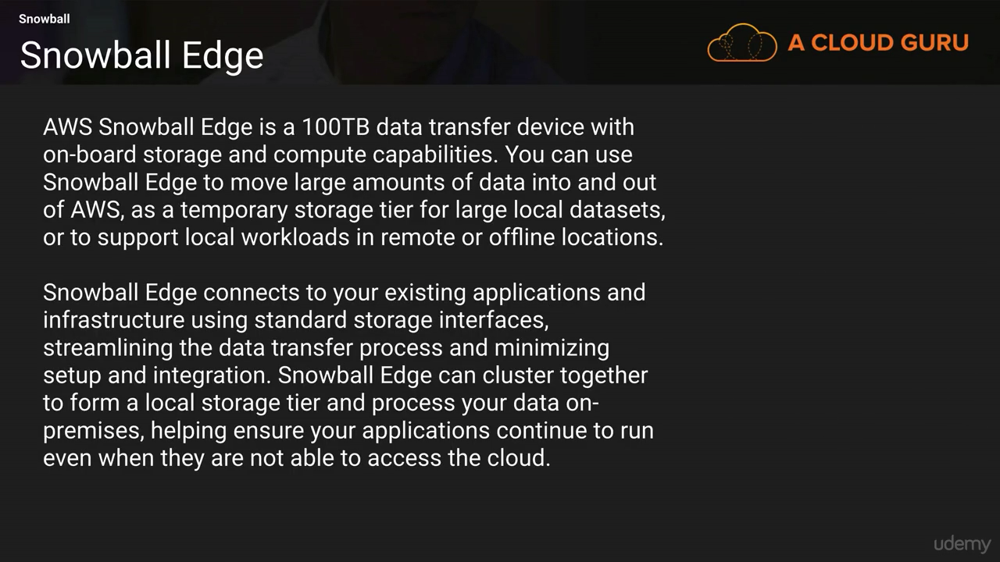 Snowball
Snowball Edge
A CLOUD GURU
AWS Snowball Edge is a 100TB data transfer device with
on-board storage and compute capabilities. You can use
Snowball Edge to move large amounts of data into and out
of AWS, as a temporary storage tier for large local datasets,
or to support local workloads in remote or offline locations.
Snowball Edge connects to your existing applications and
infrastructure using standard storage interfaces,
streamlining the data transfer process and minimizing
setup and integration. Snowball Edge can cluster together
to form a local storage tier and process your data on-
premises, helping ensure your applications continue to run
even when they are not able to access the cloud.
udemy